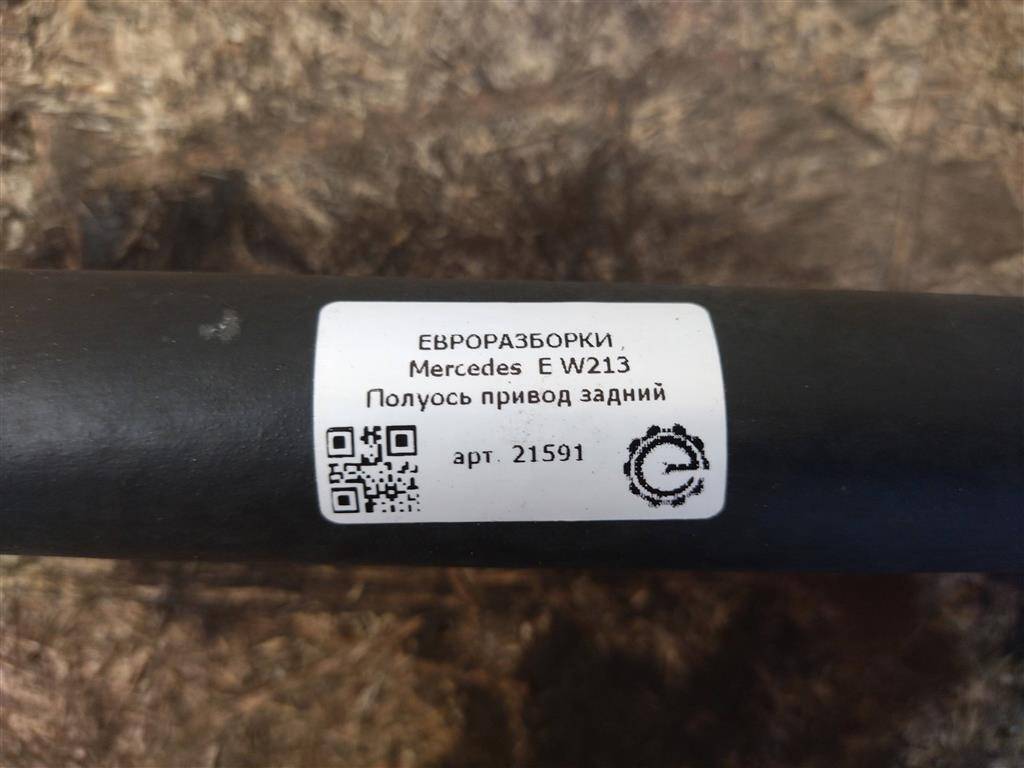 ЕВРОРАЗБОРКИ
Mercedes E W213
Полуось привод задний
арт. 21591